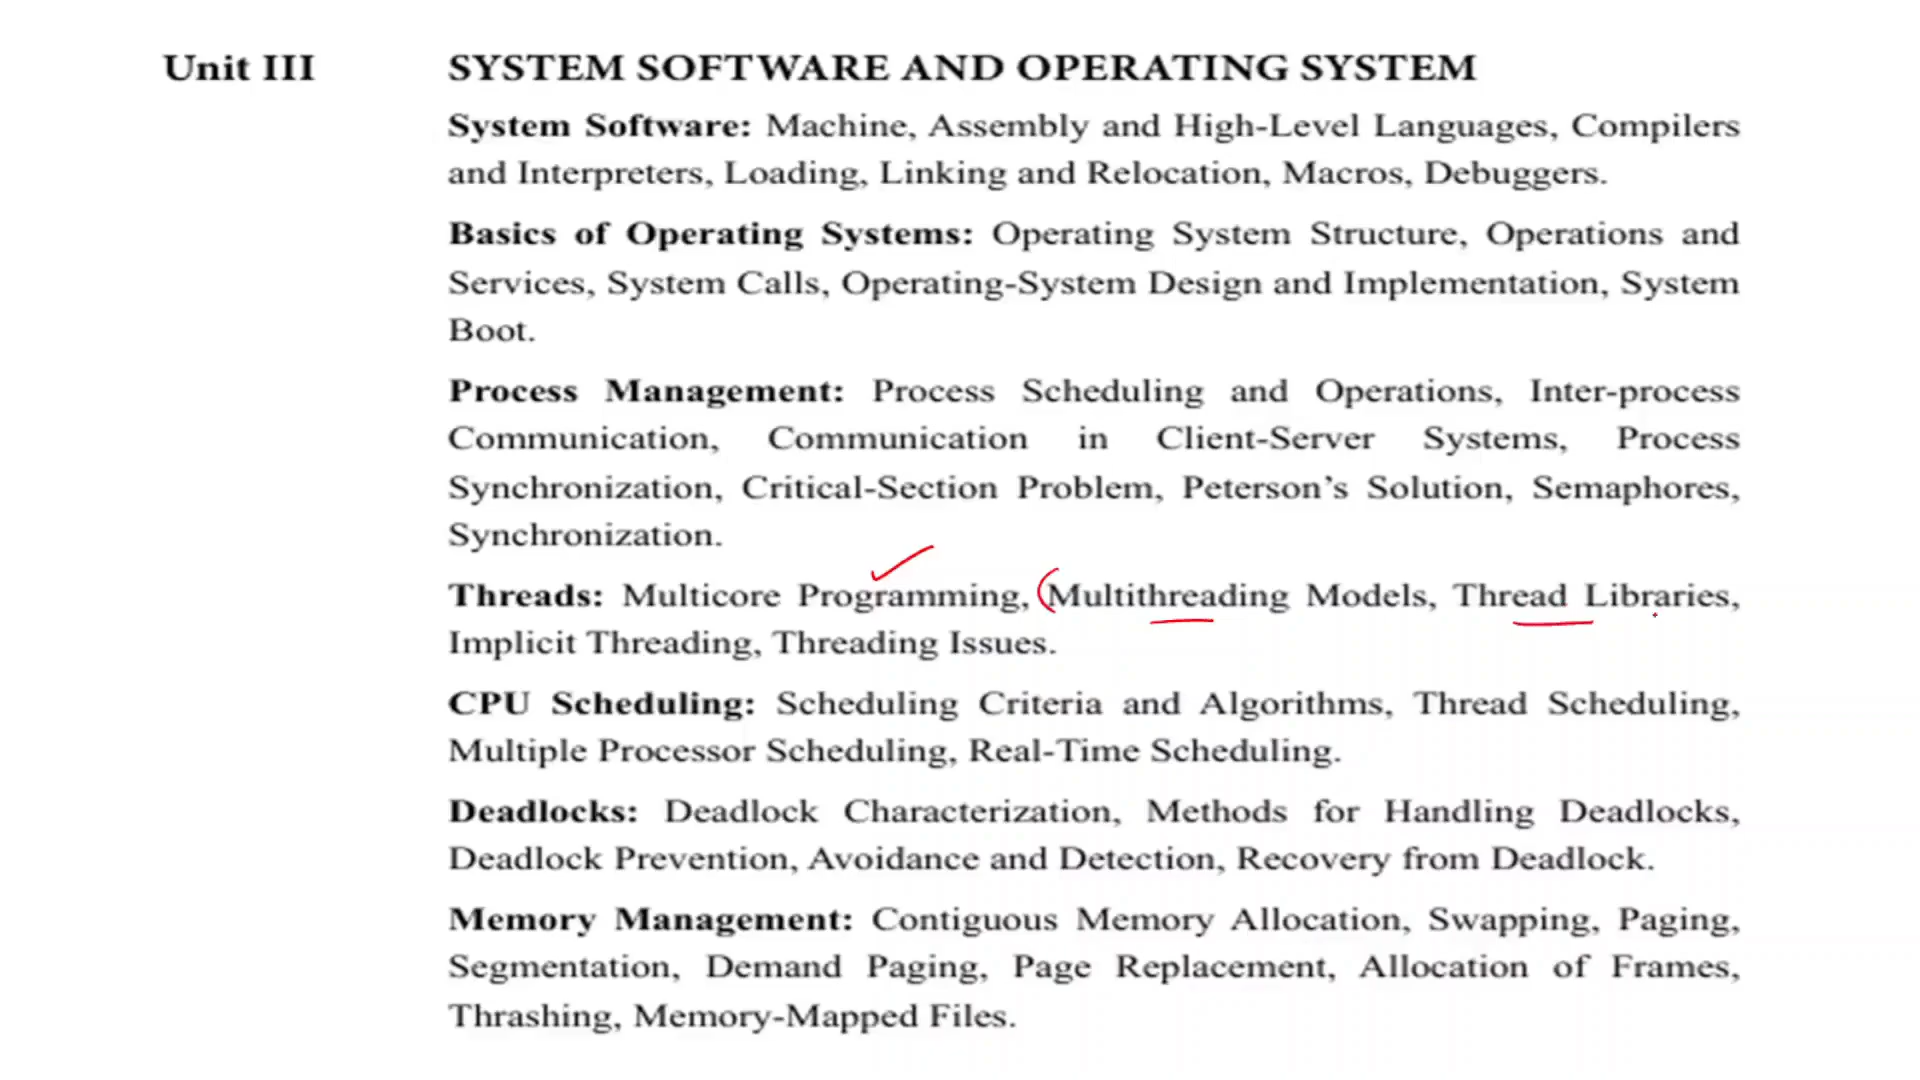 Unit III SYSTEM SOFTWARE AND OPERATING SYSTEM
System Software: Machine, Assembly and High-Level Languages, Compilers
and Interpreters, Loading, Linking and Relocation, Macros, Debuggers.
Basics of Operating Systems: Operating System Structure, Operations and
Services, System Calls, Operating-System Design and Implementation, System
Boot.
Process Management: Process Scheduling and Operations, Inter-process
Communication, Communication in Client-Server Systems, Process
Synchronization, Critical-Section Problem, Peterson's Solution, Semaphores,
Synchronization.
Threads: Multicore Programming, Multithreading Models, Thread Libraries,
Implicit Threading, Threading Issues.
CPU Scheduling: Scheduling Criteria and Algorithms, Thread Scheduling,
Multiple Processor Scheduling, Real-Time Scheduling.
Deadlocks: Deadlock Characterization, Methods for Handling Deadlocks,
Deadlock Prevention, Avoidance and Detection, Recovery from Deadlock.
Memory Management: Contiguous Memory Allocation, Swapping, Paging,
Segmentation, Demand Paging, Page Replacement, Allocation of Frames,
Thrashing, Memory-Mapped Files.